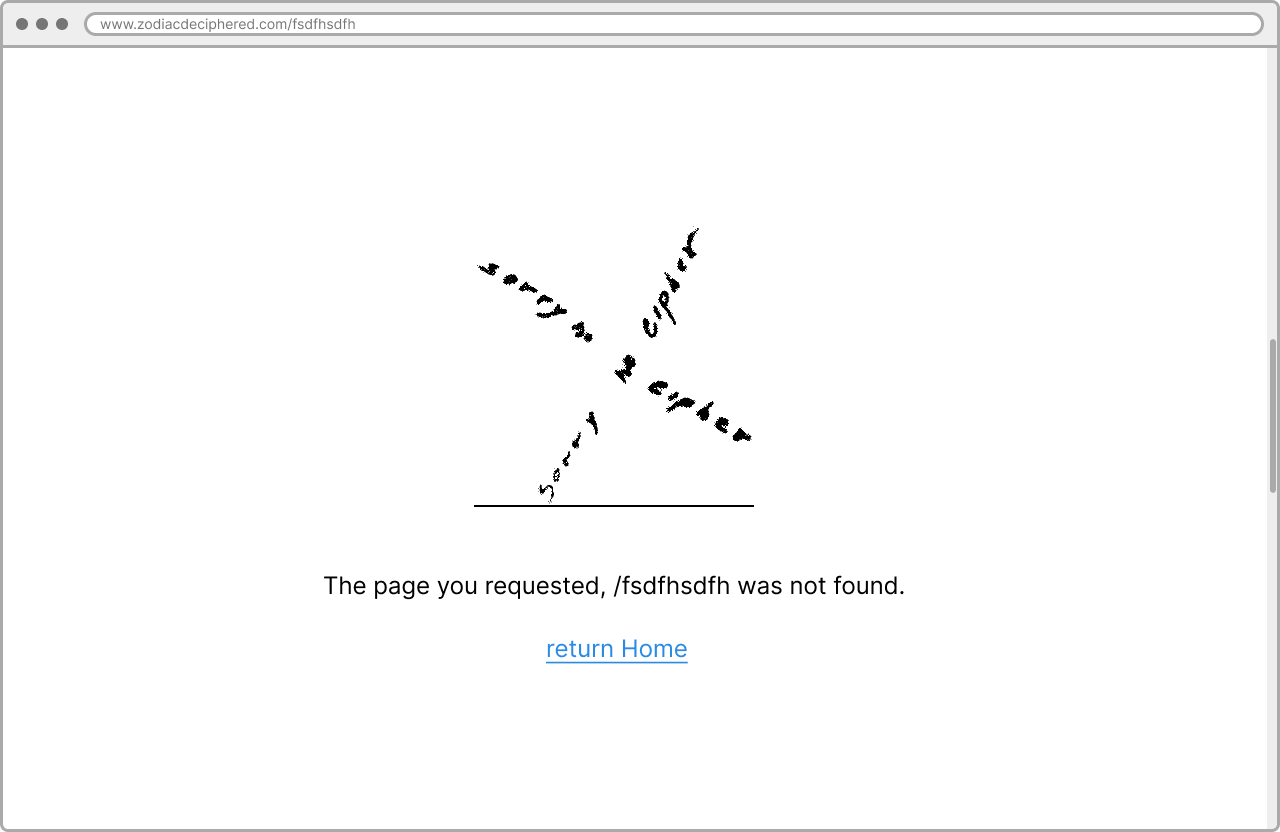 www.zodiacdeciphered.com/fsdfhsdfh
sorry no cipher
sorry no cipher
The page you requested, /fsdfhsdfh was not found.
return Home